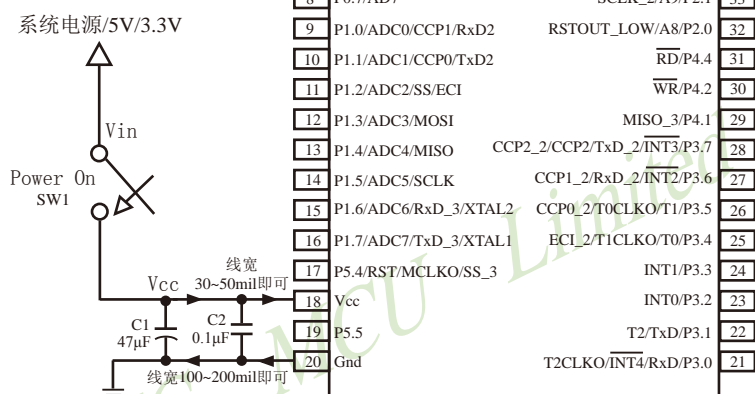 8 P0.7/AD7 SCLK_2/A9/P2.1 33
系统电源/5V/3.3V
9 P1.0/ADC0/CCP1/RxD2 RSTOUT_LOW/A8/P2.0 32
10 P1.1/ADC1/CCP0/TxD2 RD/P4.4 31
11 P1.2/ADC2/SS/ECI WR/P4.2 30
12 P1.3/ADC3/MOSI MISO_3/P4.1 29
Vin
13 P1.4/ADC4/MISO CCP2_2/CCP2/TxD_2/INT3/P3.7 28
Power On
SW1
14 P1.5/ADC5/SCLK CCP1_2/RxD_2/INT2/P3.6 27
15 P1.6/ADC6/RxD_3/XTAL2 CCP0_2/T0CLKO/T1/P3.5 26
16 P1.7/ADC7/TxD_3/XTAL1 ECI_2/T1CLKO/T0/P3.4 25
线宽
30~50mil即可
17 P5.4/RST/MCLKO/SS_3 INT1/P3.3 24
Vcc
18 Vcc INT0/P3.2 23
C1
47μF
C2
0.1μF
19 P5.5 T2/TxD/P3.1 22
20 Gnd T2CLKO/INT4/RxD/P3.0 21
线宽100~200mil即可
MCU Limited